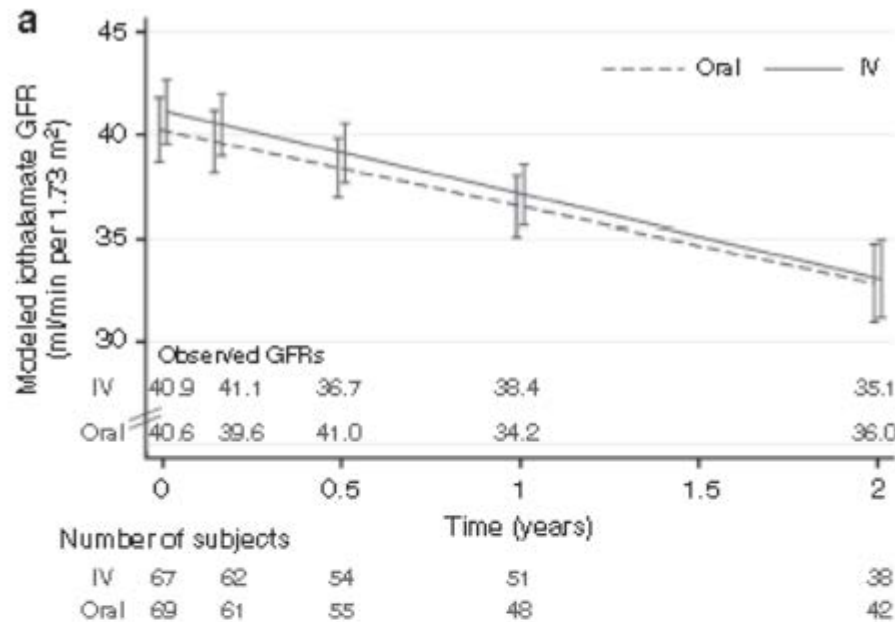 a
Modeled iothalamate GFR
(ml/min per 1.73 m²)
45
40
35
30
Oral IV
Observed GFRs
IV 40.9 41.1 36.7 38.4 35.1
Oral 40.6 39.6 41.0 34.2 36.0
0 0.5 1 1.5 2
Time (years)
Number of subjects
IV 67 62 54 51 38
Oral 69 61 55 48 42